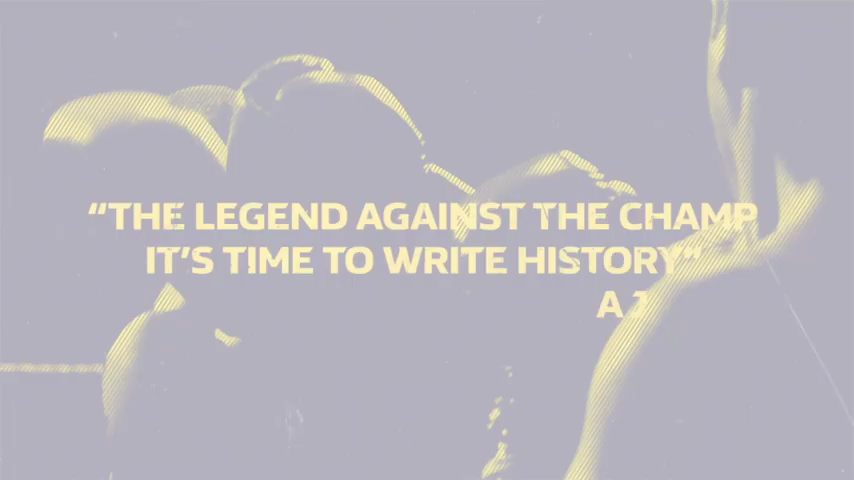 “THE LEGEND AGAINST THE CHAMP
IT’S TIME TO WRITE HISTORY”
A J